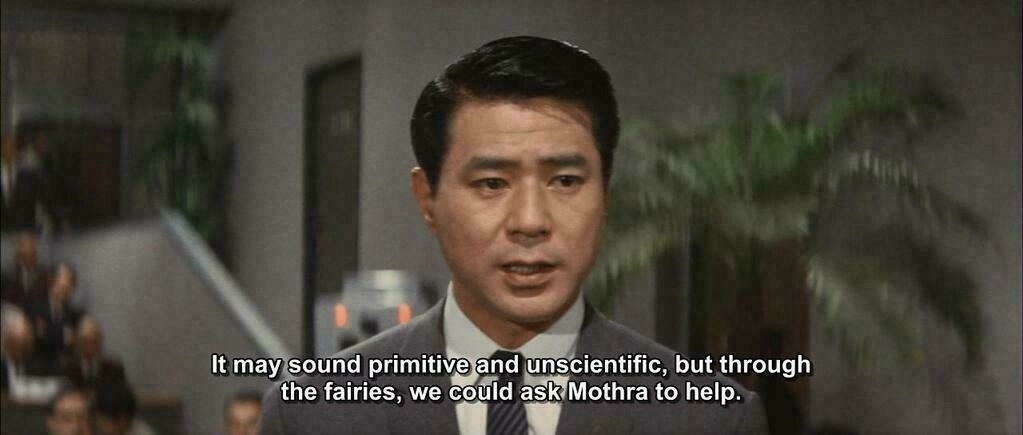 It may sound primitive and unscientific, but through
the fairies, we could ask Mothra to help.